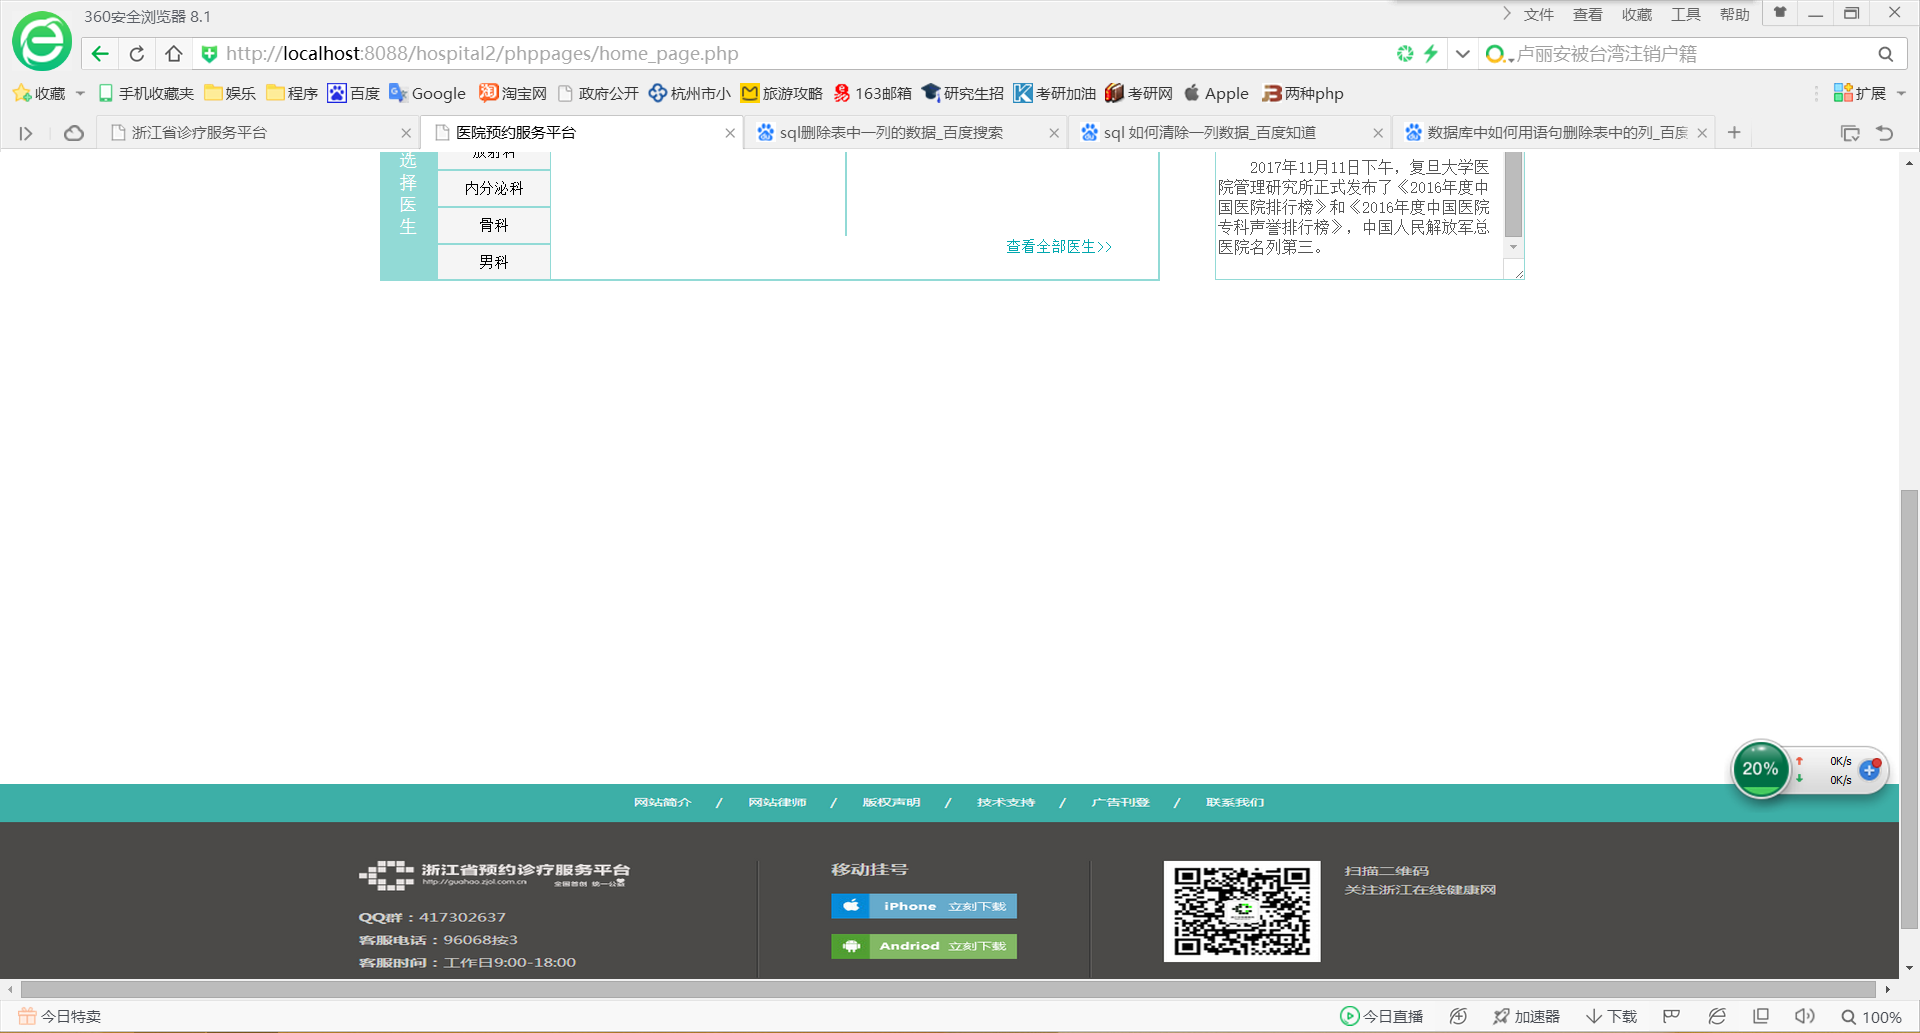 360安全浏览器 8.1
文件 查看 收藏 工具 帮助
http://localhost:8088/hospital2/phppages/home_page.php
卢丽安被台湾注销户籍
收藏 手机收藏夹 娱乐 程序 百度 Google 淘宝网 政府公开 杭州市小 旅游攻略 163邮箱 研究生招 考研加油 考研网 Apple 两种php 扩展
浙江省诊疗服务平台 医院预约服务平台 sql删除表中一列的数据_百度搜索 sql 如何清除一列数据_百度知道 数据库中如何用语句删除表中的列_百度
选
择
医
生
放射科
内分泌科
骨科
男科
查看全部医生>>
2017年11月11日下午，复旦大学医
院管理研究所正式发布了《2016年度中
国医院排行榜》和《2016年度中国医院
专科声誉排行榜》，中国人民解放军总
医院名列第三。
20%
0K/s
0K/s
网站简介 / 网站律师 / 版权声明 / 技术支持 / 广告刊登 / 联系我们
浙江省预约诊疗服务平台
http://guahao.zjol.com.cn 全国首创 统一公益
QQ群：417302637
客服电话：96068按3
客服时间：工作日9:00-18:00
移动挂号
iPhone 立刻下载
Andriod 立刻下载
扫描二维码
关注浙江在线健康网
今日特卖
今日直播 加速器 下载 100%